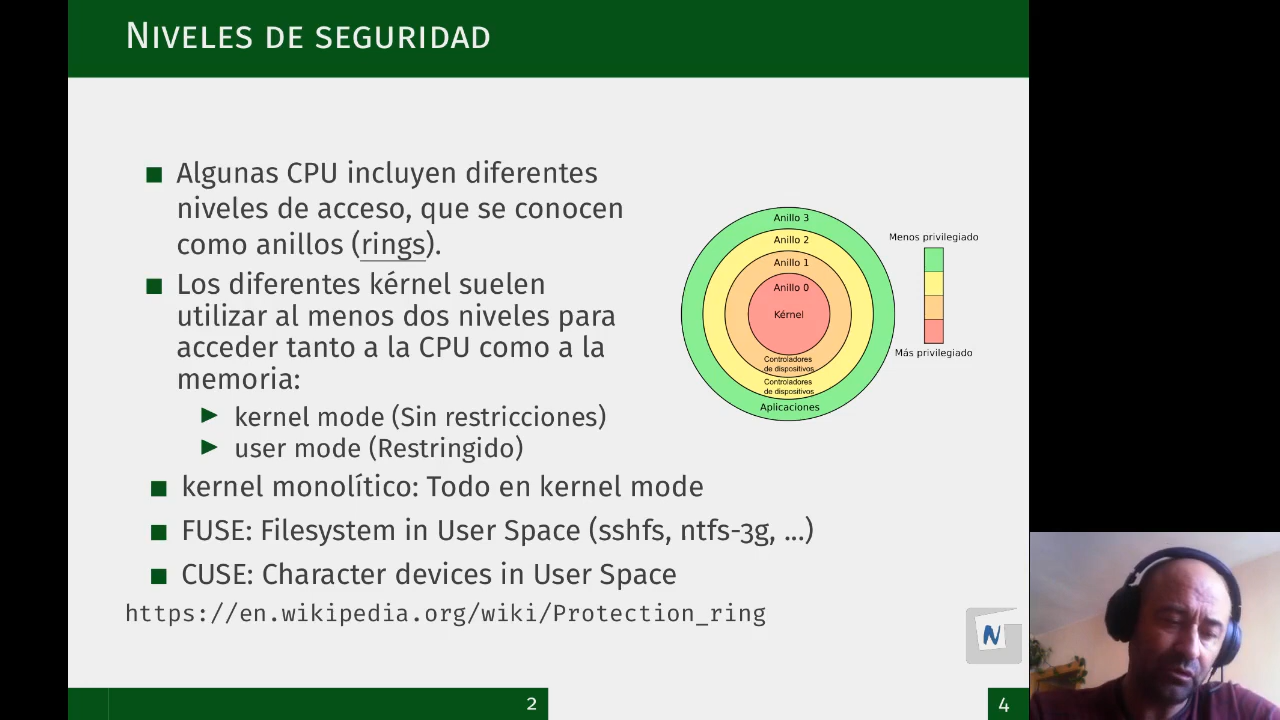 Niveles de seguridad
Algunas CPU incluyen diferentes
niveles de acceso, que se conocen
como anillos (rings).
Los diferentes kérnel suelen
utilizar al menos dos niveles para
acceder tanto a la CPU como a la
memoria:
kernel mode (Sin restricciones)
user mode (Restringido)
kernel monolítico: Todo en kernel mode
FUSE: Filesystem in User Space (sshfs, ntfs-3g, ...)
CUSE: Character devices in User Space
https://en.wikipedia.org/wiki/Protection_ring
Anillo 3
Anillo 2
Anillo 1
Anillo 0
Kérnel
Controladores
de dispositivos
Controladores
de dispositivos
Aplicaciones
Menos privilegiado
Más privilegiado
N
2
4